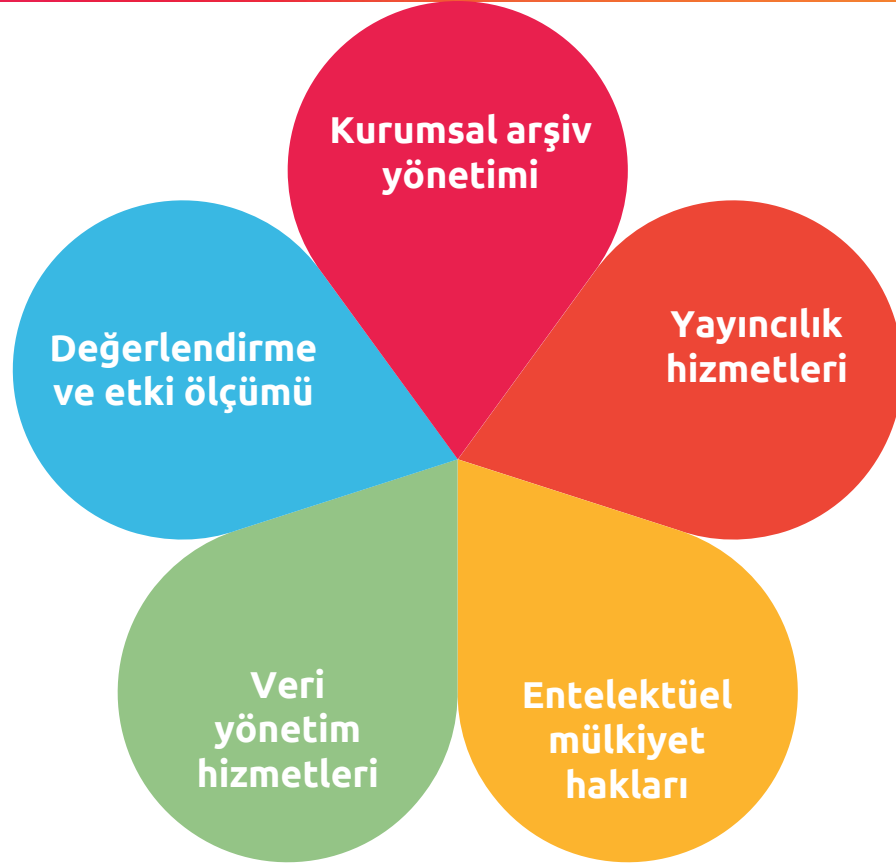 Kurumsal arşiv
yönetimi
Yayıncılık
hizmetleri
Değerlendirme
ve etki ölçümü
Veri
yönetim
hizmetleri
Entelektüel
mülkiyet
hakları